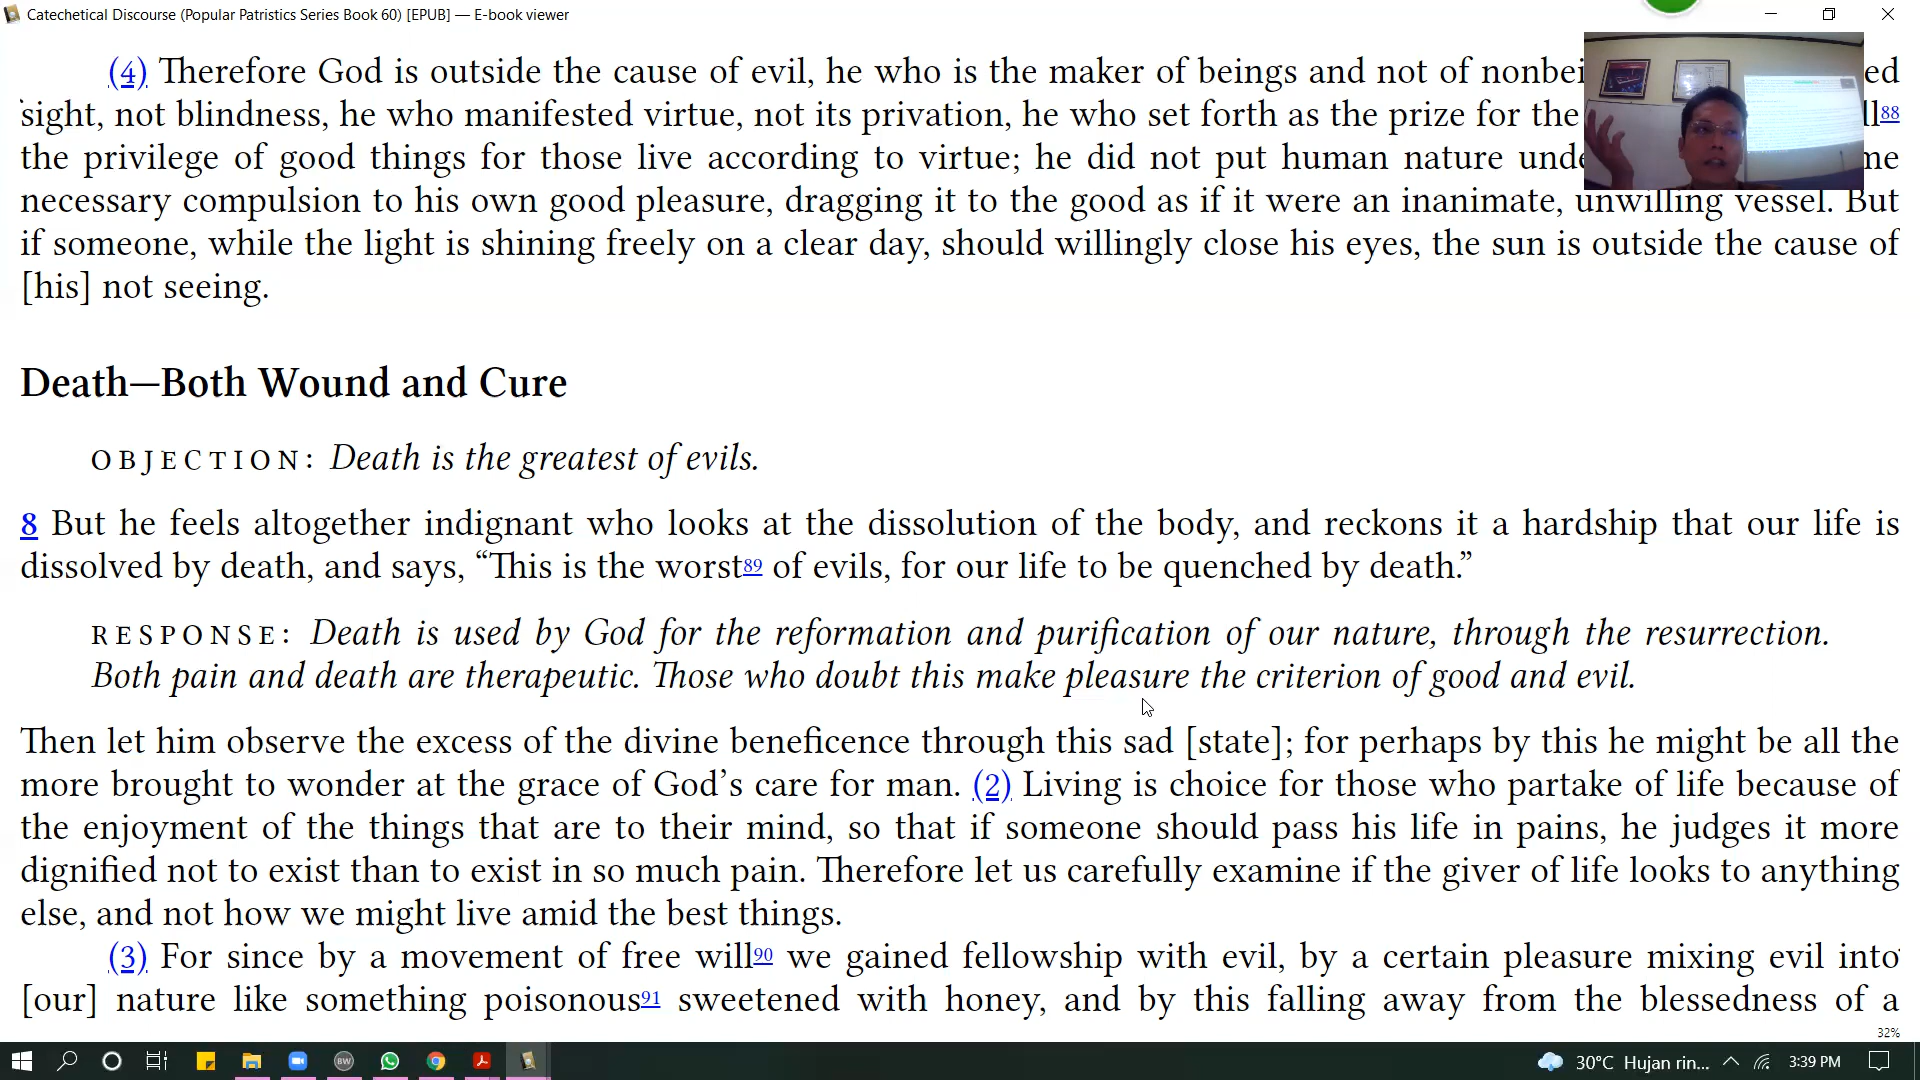 Catechetical Discourse (Popular Patristics Series Book 60) [EPUB] — E-book viewer
(4) Therefore God is outside the cause of evil, he who is the maker of beings and not of ed
sight, not blindness, he who manifested virtue, not its privation, he who set forth as the prize for the 88
the privilege of good things for those live according to virtue; he did not put human nature
necessary compulsion to his own good pleasure, dragging it to the good as if it were an inanimate, unwilling vessel. But
if someone, while the light is shining freely on a clear day, should willingly close his eyes, the sun is outside the cause of
[his] not seeing.
Death—Both Wound and Cure
OBJECTION: Death is the greatest of evils.
8 But he feels altogether indignant who looks at the dissolution of the body, and reckons it a hardship that our life is
dissolved by death, and says, “This is the worst89 of evils, for our life to be quenched by death.”
RESPONSE: Death is used by God for the reformation and purification of our nature, through the resurrection.
Both pain and death are therapeutic. Those who doubt this make pleasure the criterion of good and evil.
Then let him observe the excess of the divine beneficence through this sad [state]; for perhaps by this he might be all the
more brought to wonder at the grace of God’s care for man. (2) Living is choice for those who partake of life because of
the enjoyment of the things that are to their mind, so that if someone should pass his life in pains, he judges it more
dignified not to exist than to exist in so much pain. Therefore let us carefully examine if the giver of life looks to anything
else, and not how we might live amid the best things.
(3) For since by a movement of free will90 we gained fellowship with evil, by a certain pleasure mixing evil into
[our] nature like something poisonous91 sweetened with honey, and by this falling away from the blessedness of a
32%
BW 30°C Hujan rin... 3:39 PM